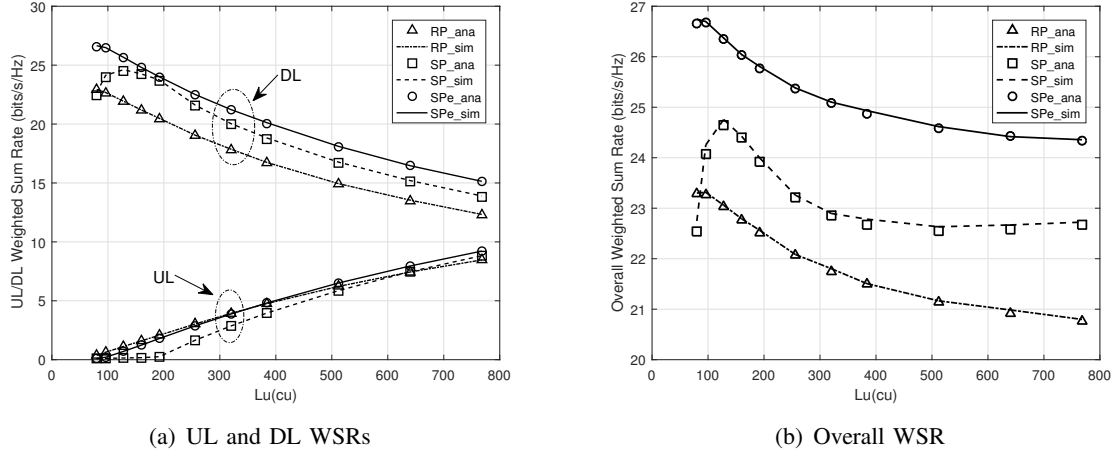 30
25
20
15
10
5
0
UL/DL Weighted Sum Rate (bits/s/Hz)
RP_ana
RP_sim
SP_ana
SP_sim
SPe_ana
SPe_sim
DL
UL
0 100 200 300 400 500 600 700 800
Lu(cu)
(a) UL and DL WSRs
27
26
25
24
23
22
21
20
Overall Weighted Sum Rate (bits/s/Hz)
RP_ana
RP_sim
SP_ana
SP_sim
SPe_ana
SPe_sim
0 100 200 300 400 500 600 700 800
Lu(cu)
(b) Overall WSR